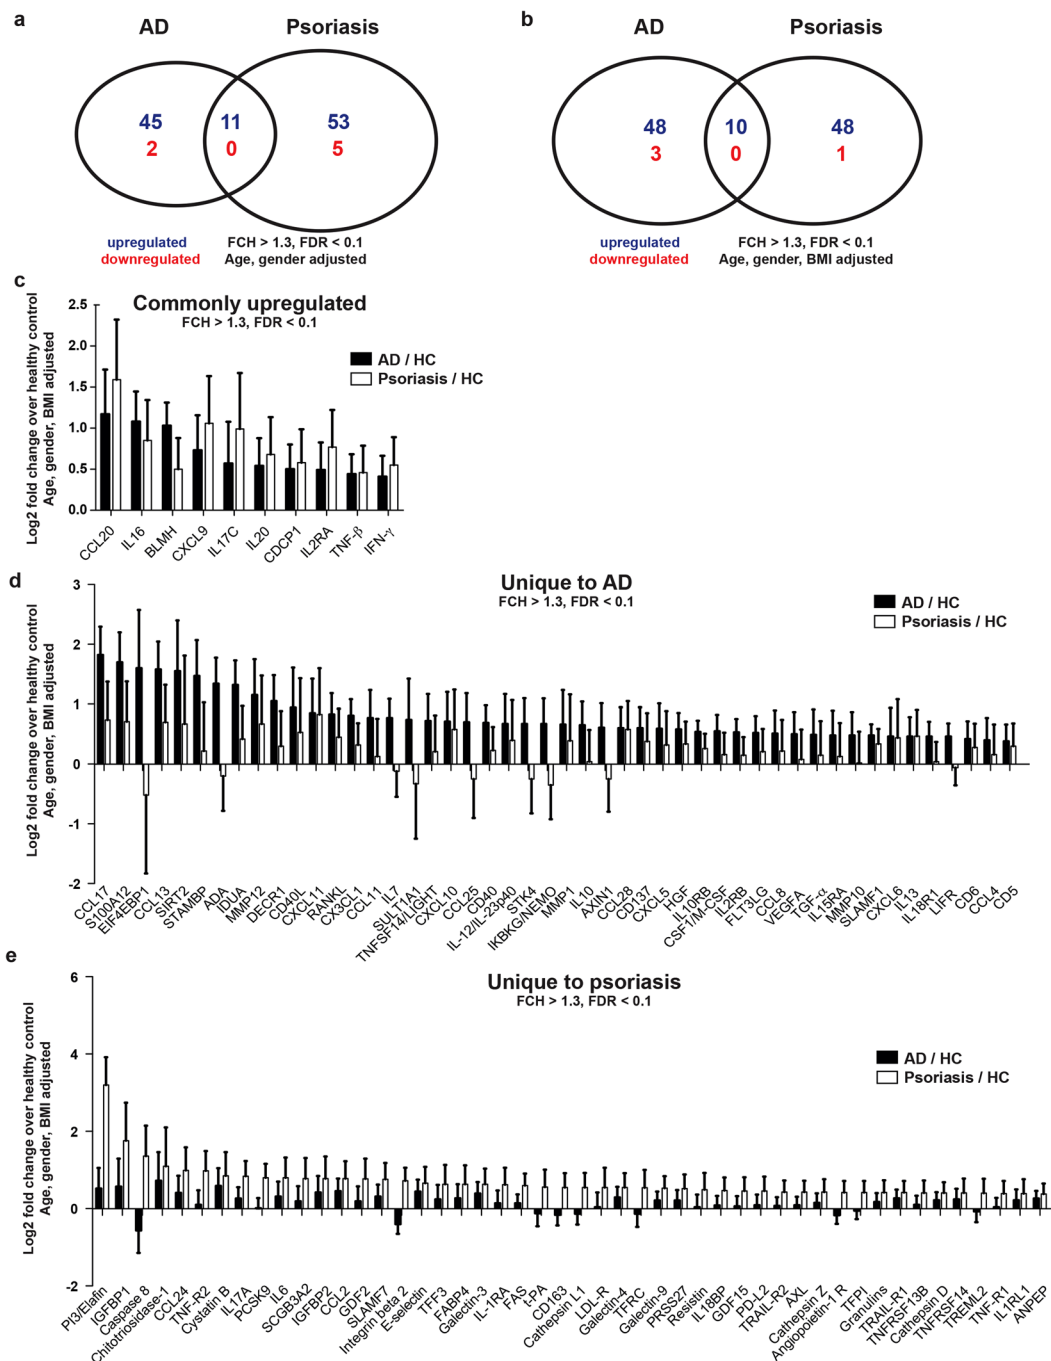 a
AD
Psoriasis
45
11
53
2
0
5
upregulated
downregulated
FCH > 1.3, FDR < 0.1
Age, gender adjusted
b
AD
Psoriasis
48
10
48
3
0
1
upregulated
downregulated
FCH > 1.3, FDR < 0.1
Age, gender, BMI adjusted
c
Commonly upregulated
FCH > 1.3, FDR < 0.1
AD / HC
Psoriasis / HC
Log2 fold change over healthy control
Age, gender, BMI adjusted
2.5
2.0
1.5
1.0
0.5
0.0
CCL20
IL16
BLMH
CXCL9
IL17C
IL20
CDCP1
IL2RA
TNF-β
IFN-γ
d
Unique to AD
FCH > 1.3, FDR < 0.1
AD / HC
Psoriasis / HC
Log2 fold change over healthy control
Age, gender, BMI adjusted
3
2
1
0
-1
-2
CCL17
S100A12
EIF4EBP1
CCL13
SIRT2
STAMBP
ADA
IDUA
MMP12
DECR1
CD40L
CXCL11
RANKL
CX3CL1
CCL11
IL7
SULT1A1
TNFSF14/LIGHT
CXCL10
CCL25
CD40
IL-12/IL-23p40
STK4
IKBKG/NEMO
MMP1
IL10
AXIN1
CCL28
CD137
CXCL5
HGF
IL10RB
CSF1/M-CSF
IL2RB
FLT3LG
CCL8
VEGFA
TGF-α
IL15RA
MMP10
SLAMF1
CXCL6
IL13
IL18R1
LIFR
CD6
CCL4
CD5
e
Unique to psoriasis
FCH > 1.3, FDR < 0.1
AD / HC
Psoriasis / HC
Log2 fold change over healthy control
Age, gender, BMI adjusted
6
4
2
0
-2
PI3/Elafin
IGFBP1
Caspase 8
Chitotriosidase-1
CCL24
TNF-R2
Cystatin B
IL17A
PCSK9
IL6
SCGB3A2
IGFBP2
CCL2
GDF2
SLAMF7
Integrin beta 2
E-selectin
TFF3
FABP4
Galectin-3
IL-1RA
FAS
t-PA
CD163
Cathepsin L1
LDL-R
Galectin-4
TFRC
Galectin-9
PRSS27
Resistin
IL18BP
GDF15
PD-L2
TRAIL-R2
AXL
Cathepsin Z
Angiopoietin-1 R
TFPI
Granulins
TRAIL-R1
TNFRSF13B
Cathepsin D
TNFRSF14
TREML2
TNF-R1
IL1RL1
ANPEP